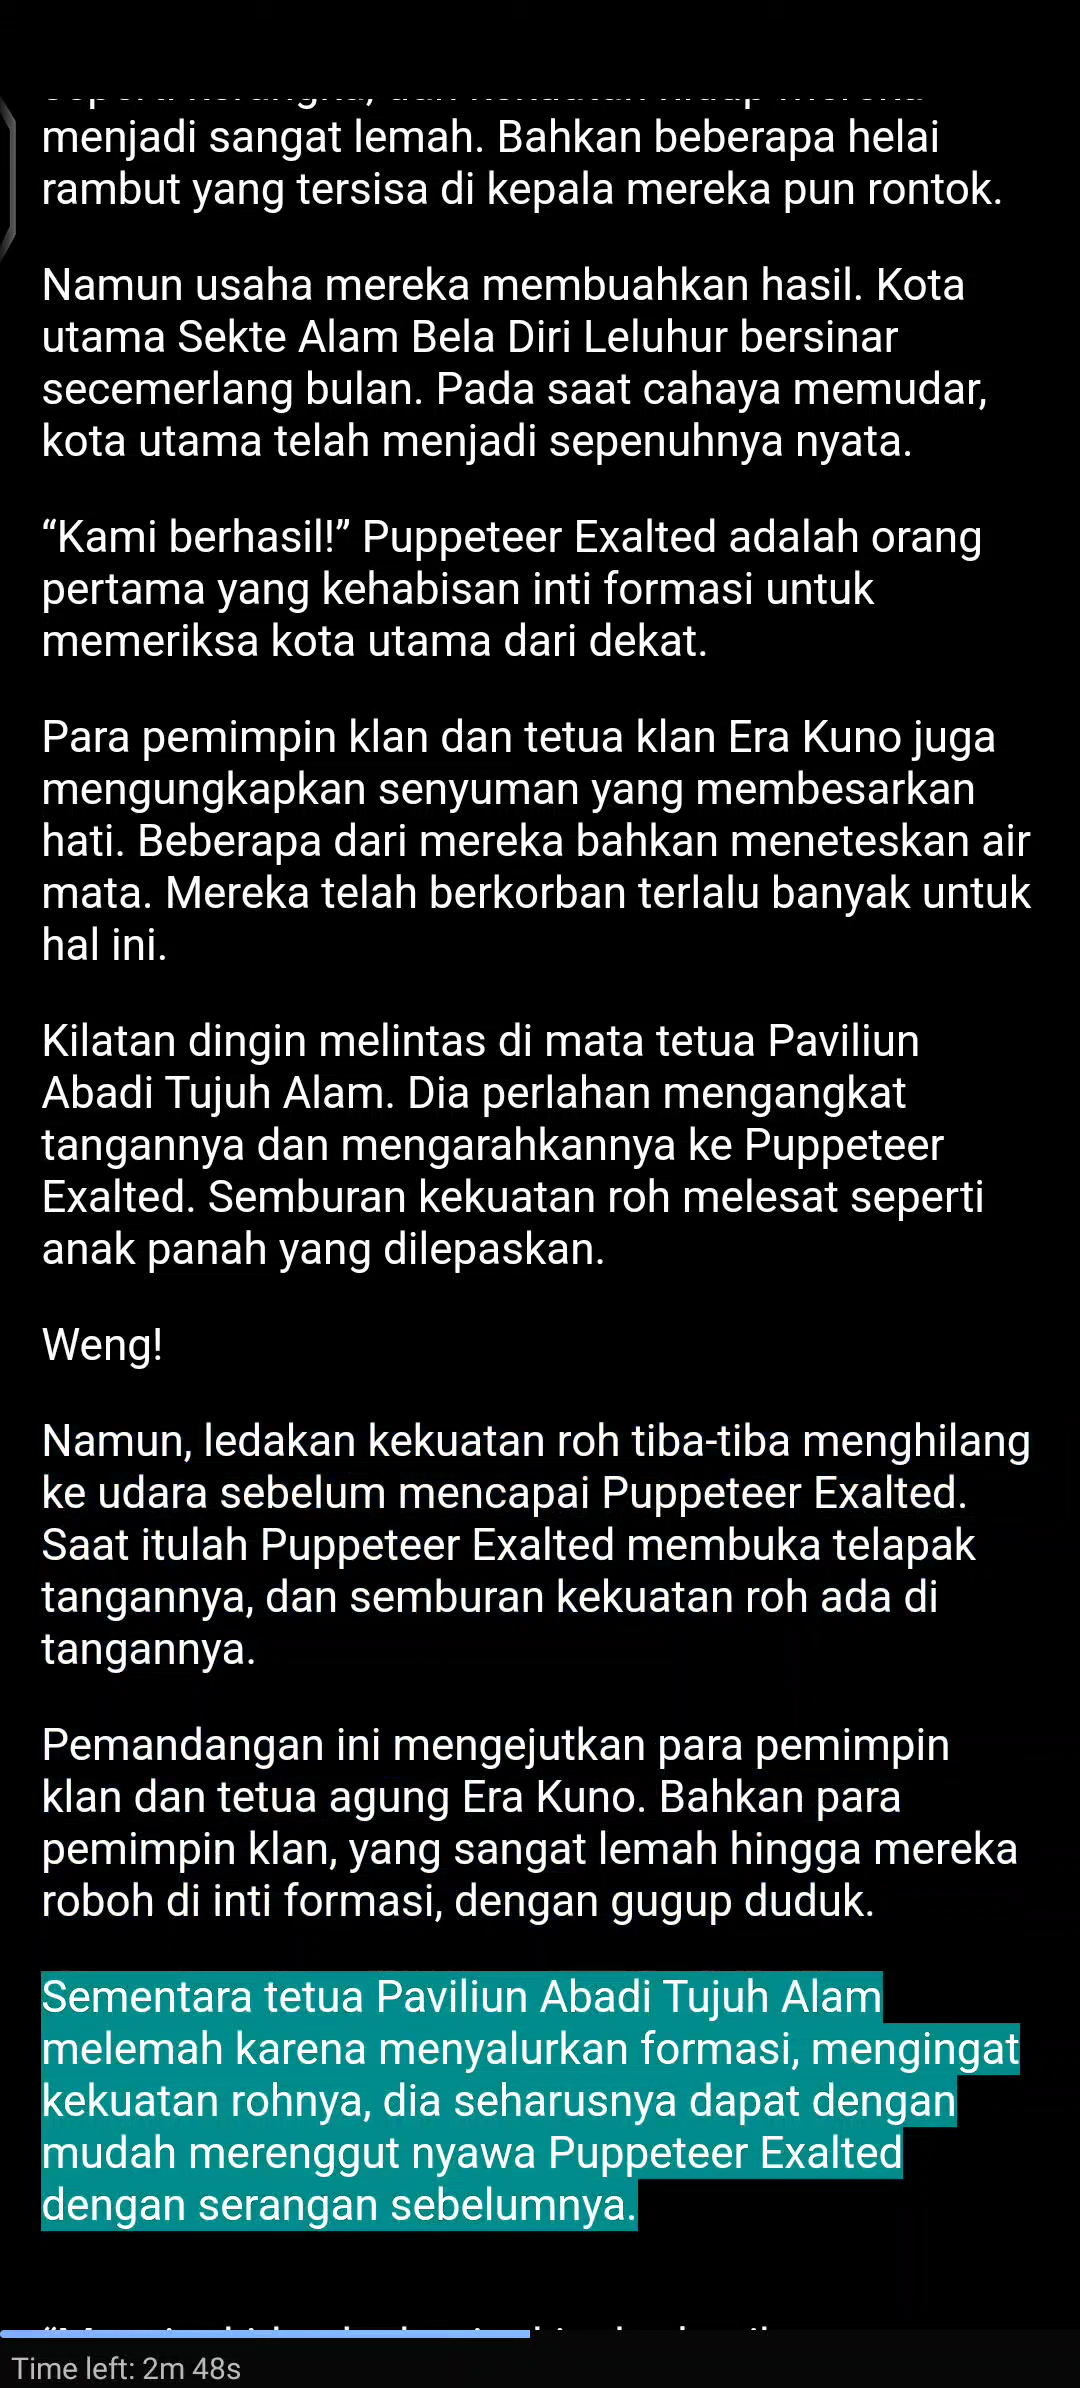 menjadi sangat lemah. Bahkan beberapa helai
rambut yang tersisa di kepala mereka pun rontok.
Namun usaha mereka membuahkan hasil. Kota
utama Sekte Alam Bela Diri Leluhur bersinar
secemerlang bulan. Pada saat cahaya memudar,
kota utama telah menjadi sepenuhnya nyata.
“Kami berhasil!” Puppeteer Exalted adalah orang
pertama yang kehabisan inti formasi untuk
memeriksa kota utama dari dekat.
Para pemimpin klan dan tetua klan Era Kuno juga
mengungkapkan senyuman yang membesarkan
hati. Beberapa dari mereka bahkan meneteskan air
mata. Mereka telah berkorban terlalu banyak untuk
hal ini.
Kilatan dingin melintas di mata tetua Paviliun
Abadi Tujuh Alam. Dia perlahan mengangkat
tangannya dan mengarahkannya ke Puppeteer
Exalted. Semburan kekuatan roh melesat seperti
anak panah yang dilepaskan.
Weng!
Namun, ledakan kekuatan roh tiba-tiba menghilang
ke udara sebelum mencapai Puppeteer Exalted.
Saat itulah Puppeteer Exalted membuka telapak
tangannya, dan semburan kekuatan roh ada di
tangannya.
Pemandangan ini mengejutkan para pemimpin
klan dan tetua agung Era Kuno. Bahkan para
pemimpin klan, yang sangat lemah hingga mereka
roboh di inti formasi, dengan gugup duduk.
Sementara tetua Paviliun Abadi Tujuh Alam
melemah karena menyalurkan formasi, mengingat
kekuatan rohnya, dia seharusnya dapat dengan
mudah merenggut nyawa Puppeteer Exalted
dengan serangan sebelumnya.
Time left: 2m 48s